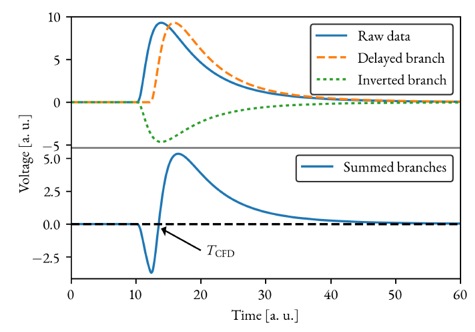 10
5
0
−5
Raw data
Delayed branch
Inverted branch
Voltage [a. u.]
5.0
2.5
0.0
−2.5
Summed branches
T_CFD
0
10
20
30
40
50
60
Time [a. u.]